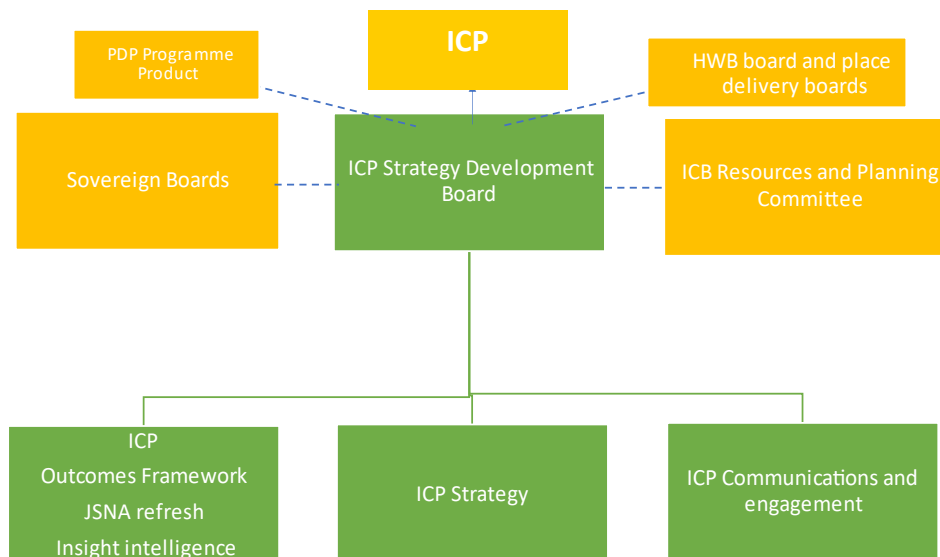 ICP
PDP Programme
Product
HWB board and place
delivery boards
Sovereign Boards
ICP Strategy Development
Board
ICB Resources and Planning
Committee
ICP
Outcomes Framework
JSNA refresh
Insight intelligence
ICP Strategy
ICP Communications and
engagement